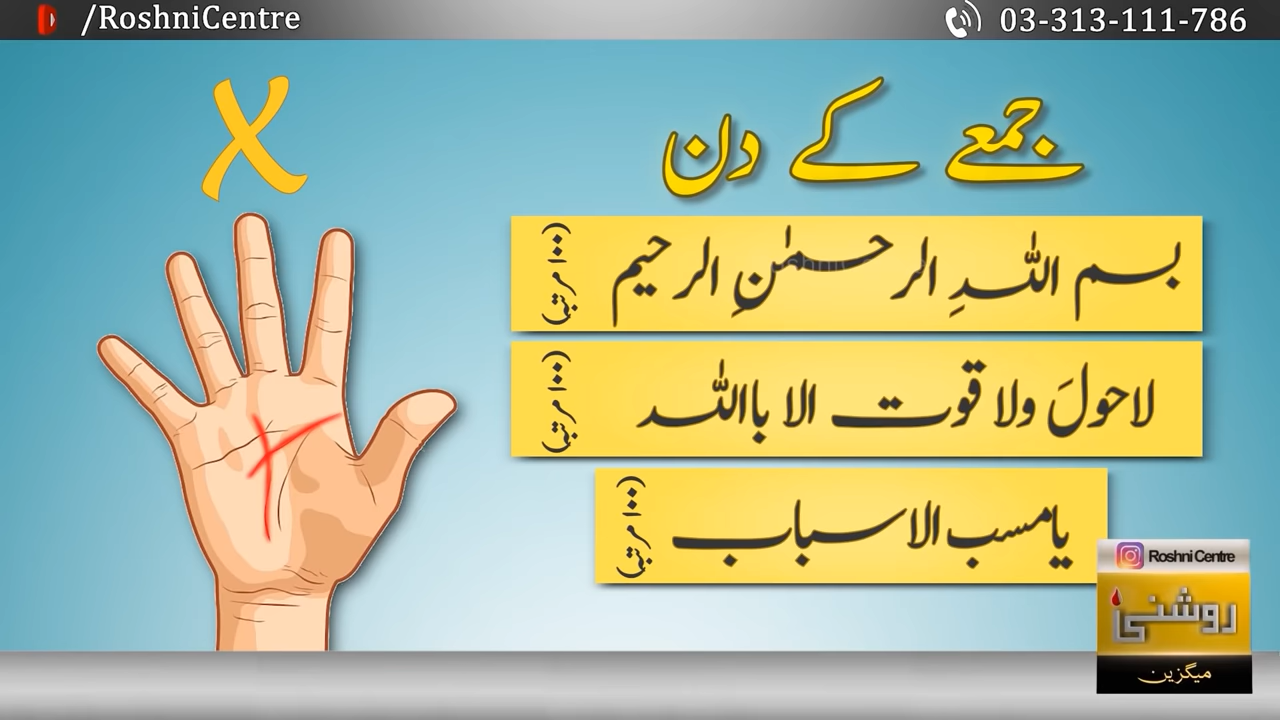 /RoshniCentre
03-313-111-786
X
جمعے کے دن
بسم اللہِ الرحمٰنِ الرحیم (۱۰۰ مرتبہ)
لاحولَ ولا قوت الا بااللہ (۱۰۰ مرتبہ)
یامسب الاسباب (۱۰۰ مرتبہ)
Roshni Centre
روشنی
میگزین